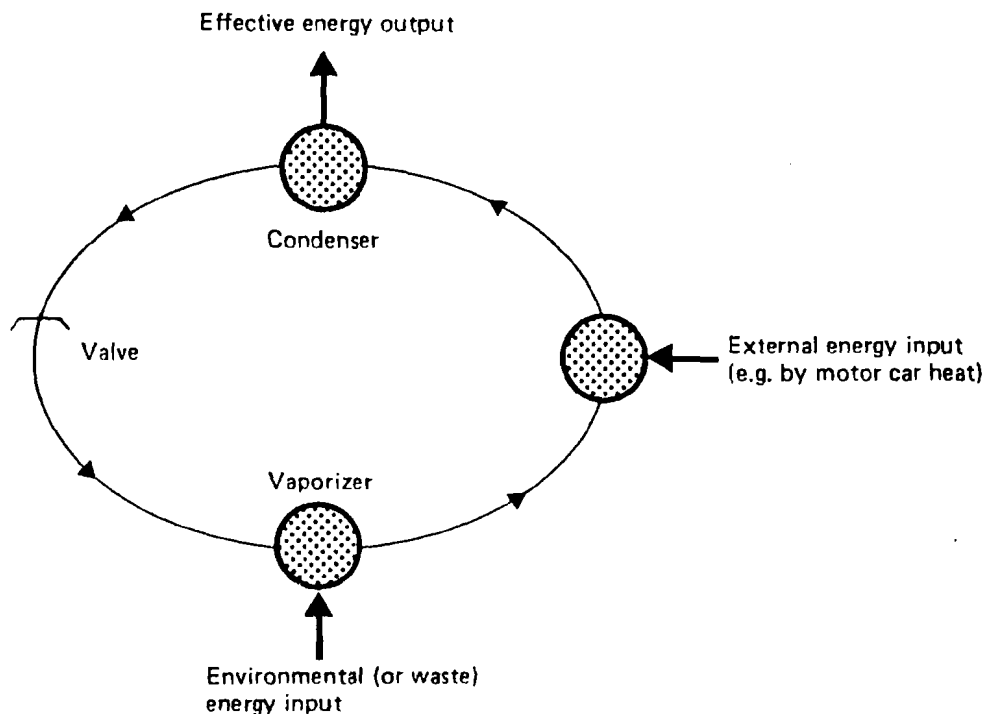 Effective energy output
Condenser
Valve
External energy input
(e.g. by motor car heat)
Vaporizer
Environmental (or waste)
energy input